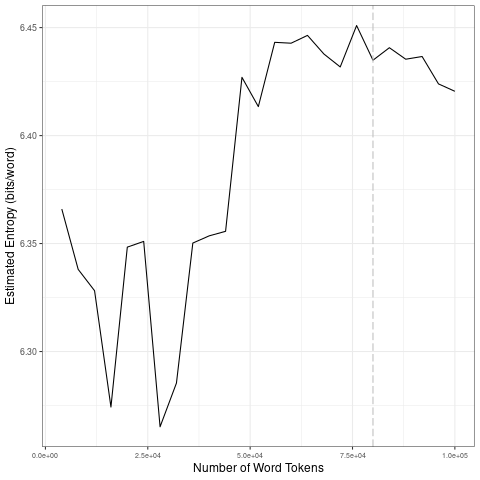 6.45
6.40
6.35
6.30
Estimated Entropy (bits/word)
0.0e+00 2.5e+04 5.0e+04 7.5e+04 1.0e+05
Number of Word Tokens